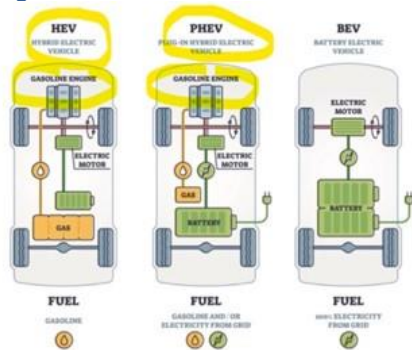 HEV
HYBRID ELECTRIC
VEHICLE
GASOLINE ENGINE
ELECTRIC
MOTOR
GAS
FUEL
GASOLINE
PHEV
PLUG-IN HYBRID ELECTRIC
VEHICLE
GASOLINE ENGINE
ELECTRIC
MOTOR
GAS
BATTERY
FUEL
GASOLINE AND / OR
ELECTRICITY FROM GRID
BEV
BATTERY ELECTRIC
VEHICLE
ELECTRIC
MOTOR
BATTERY
FUEL
100% ELECTRICITY
FROM GRID